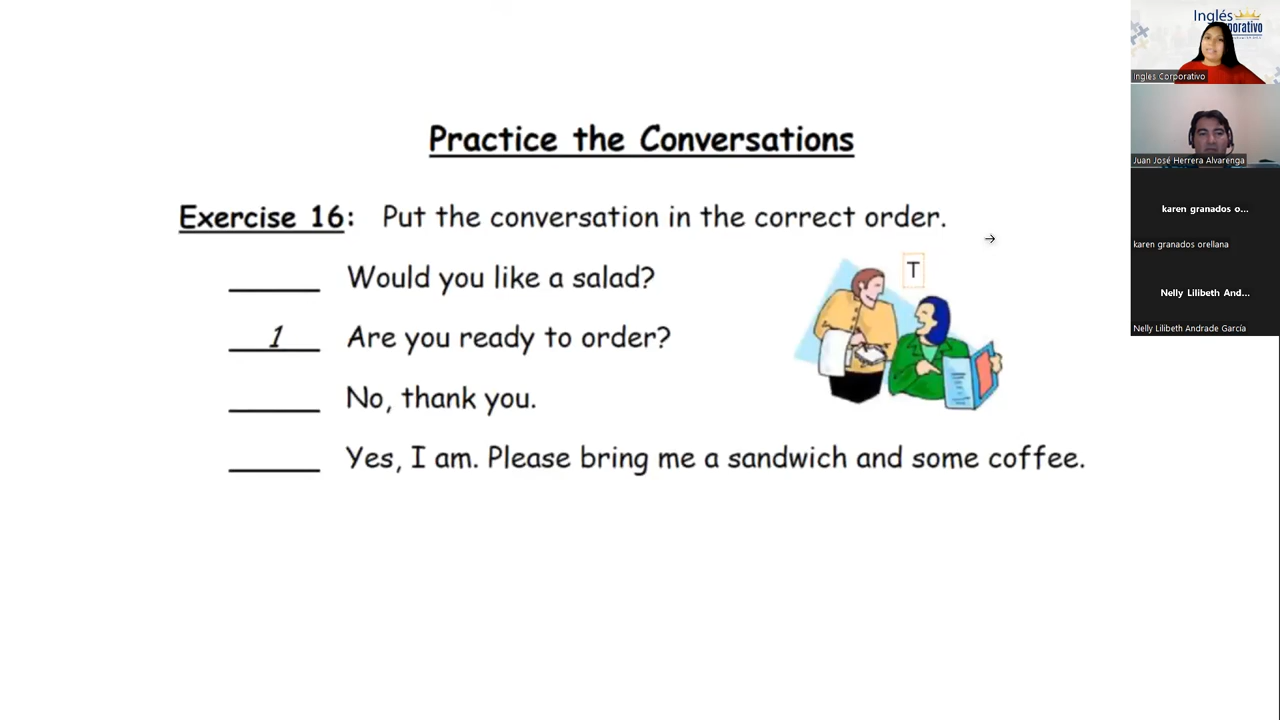 Practice the Conversations
Exercise 16: Put the conversation in the correct order.
Would you like a salad?
1 Are you ready to order?
No, thank you.
Yes, I am. Please bring me a sandwich and some coffee.
T
Inglés
Ingles Corporativo
Juan José Herrera Alvarenga
karen granados o...
karen granados orellana
Nelly Lilibeth And...
Nelly Lilibeth Andrade García